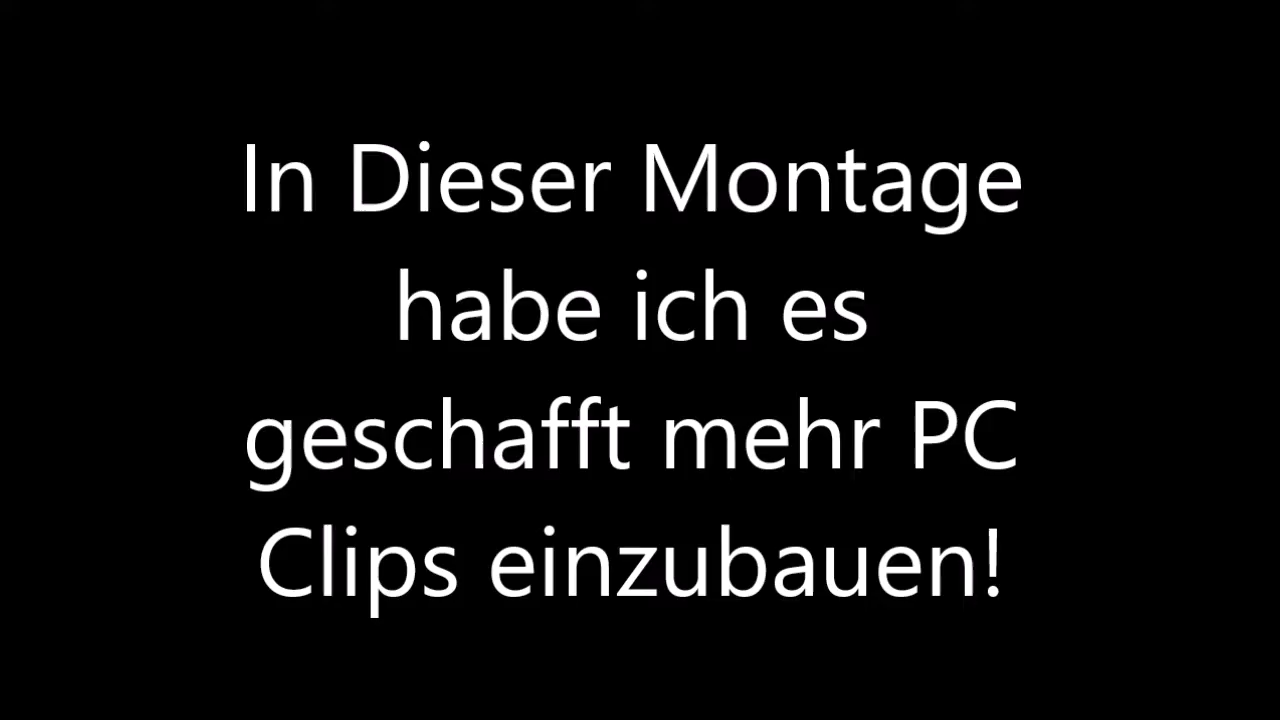 In Dieser Montage
habe ich es
geschafft mehr PC
Clips einzubauen!